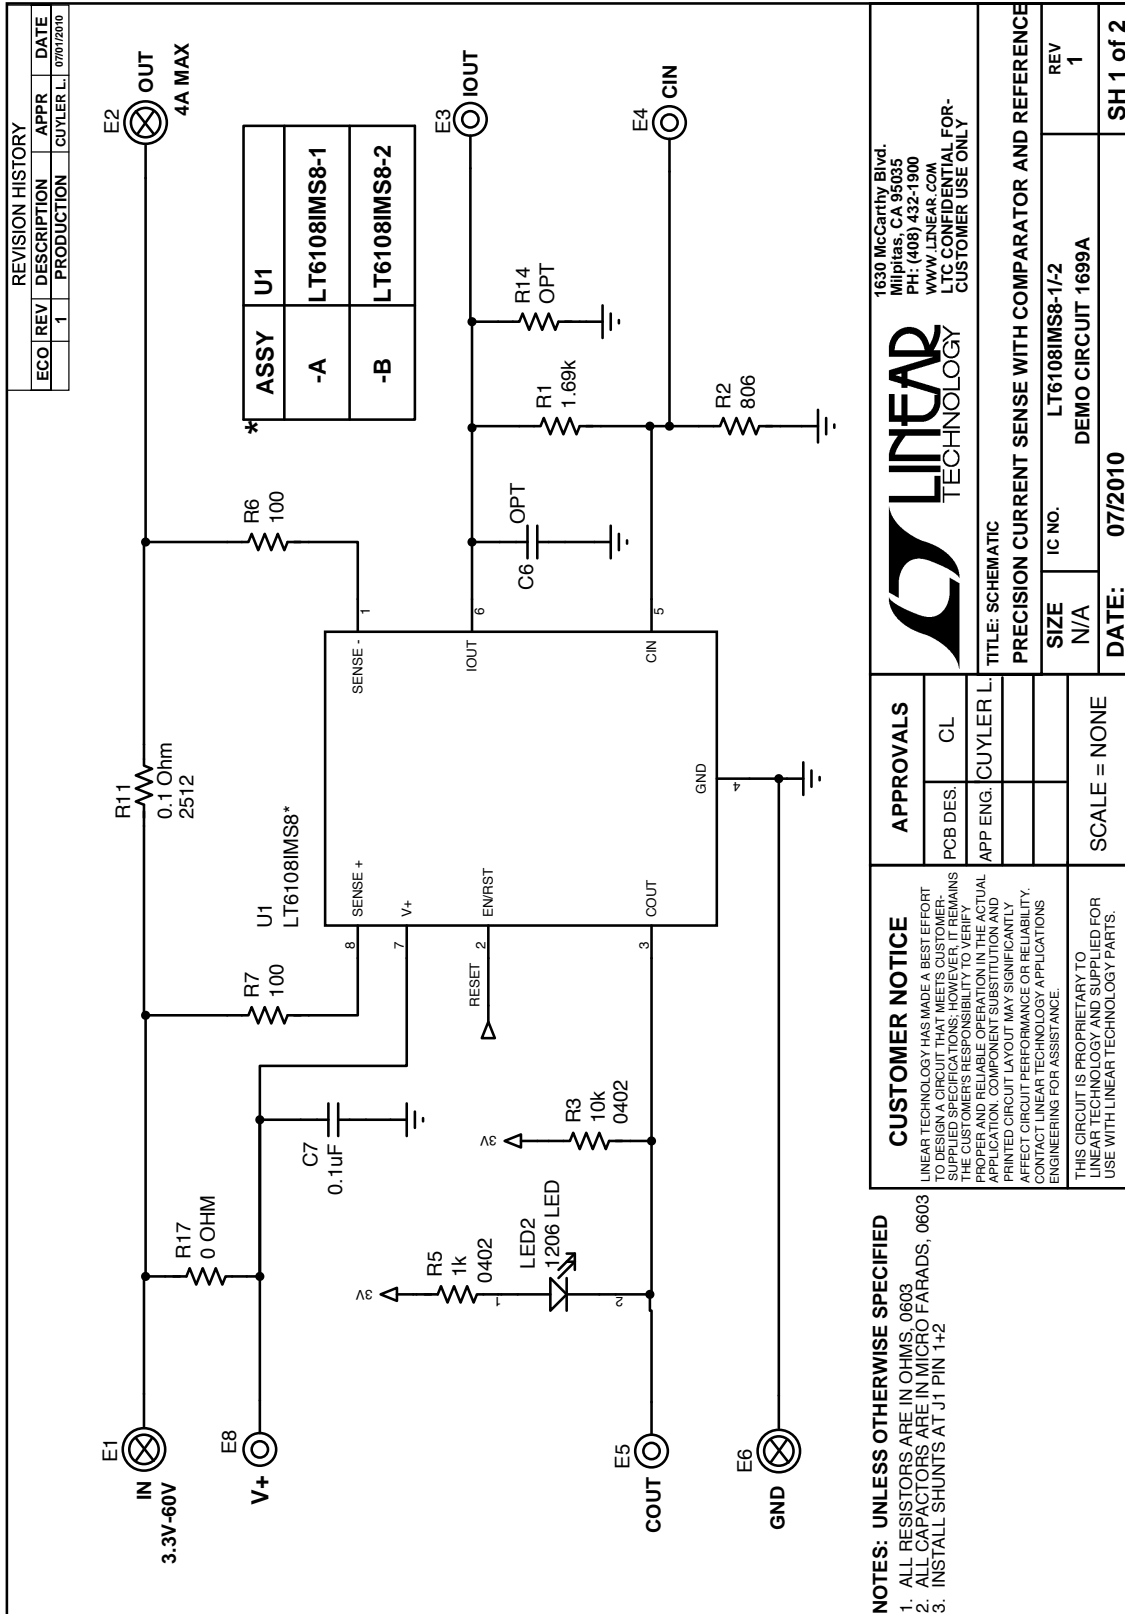 REVISION HISTORY
ECO REV DESCRIPTION APPR DATE
1 PRODUCTION CUYLER L. 07/01/2010
E1
IN
3.3V-60V
R11
0.1 Ohm
2512
E2
OUT
4A MAX
R17
0 OHM
E8
V+
C7
0.1uF
R7
100
R6
100
U1
LT6108IMS8*
SENSE +
8
V+
7
EN/RST
2
RESET
COUT
3
SENSE -
1
IOUT
6
CIN
5
GND
4
* ASSY U1
-A LT6108IMS8-1
-B LT6108IMS8-2
E3
IOUT
C6
OPT
R1
1.69k
R14
OPT
E4
CIN
R2
806
3V
R5
1k
0402
1
LED2
1206 LED
2
3V
R3
10k
0402
E5
COUT
E6
GND
NOTES: UNLESS OTHERWISE SPECIFIED
1. ALL RESISTORS ARE IN OHMS, 0603
2. ALL CAPACTORS ARE IN MICRO FARADS, 0603
3. INSTALL SHUNTS AT J1 PIN 1+2
CUSTOMER NOTICE
LINEAR TECHNOLOGY HAS MADE A BEST EFFORT
TO DESIGN A CIRCUIT THAT MEETS CUSTOMER-
SUPPLIED SPECIFICATIONS; HOWEVER, IT REMAINS
THE CUSTOMER'S RESPONSIBILITY TO VERIFY
PROPER AND RELIABLE OPERATION IN THE ACTUAL
APPLICATION. COMPONENT SUBSTITUTION AND
PRINTED CIRCUIT LAYOUT MAY SIGNIFICANTLY
AFFECT CIRCUIT PERFORMANCE OR RELIABILITY.
CONTACT LINEAR TECHNOLOGY APPLICATIONS
ENGINEERING FOR ASSISTANCE.
THIS CIRCUIT IS PROPRIETARY TO
LINEAR TECHNOLOGY AND SUPPLIED FOR
USE WITH LINEAR TECHNOLOGY PARTS.
APPROVALS
PCB DES. CL
APP ENG. CUYLER L.
SCALE = NONE
LINEAR
TECHNOLOGY
1630 McCarthy Blvd.
Milpitas, CA 95035
PH: (408) 432-1900
WWW.LINEAR.COM
LTC CONFIDENTIAL FOR-
CUSTOMER USE ONLY
TITLE: SCHEMATIC
PRECISION CURRENT SENSE WITH COMPARATOR AND REFERENCE
SIZE
N/A
IC NO.
LT6108IMS8-1/-2
DEMO CIRCUIT 1699A
REV
1
DATE: 07/2010
SH 1 of 2